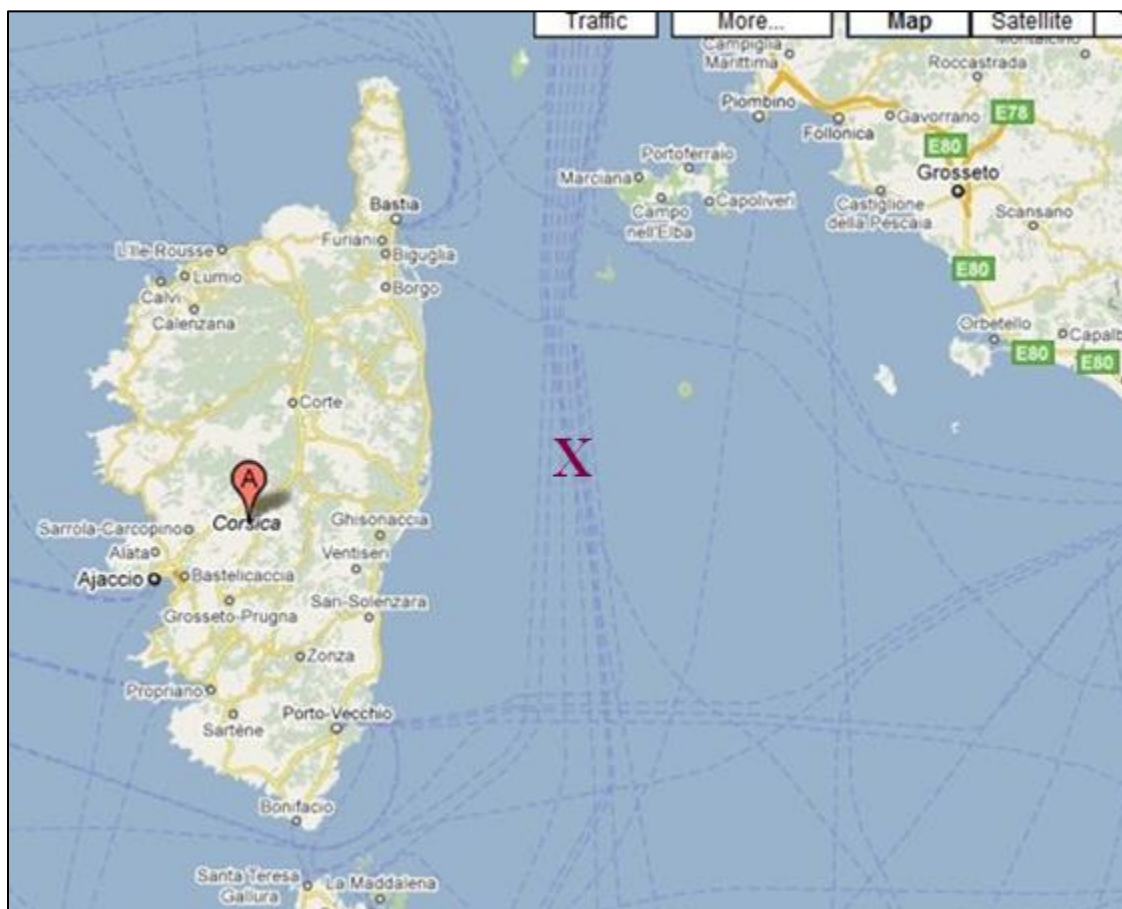 Traffic
More...
Map
Satellite
Campiglia
Marittima
Roccastrada
Piombino
Follonica
Gavorrano
E78
E80
Grosseto
Portoferraio
Marciana
Capoliveri
Campo
nell'Elba
Castiglione
della Pescaia
Scansano
Bastia
Furiani
Biguglia
L'Ile-Rousse
Lumio
Borgo
Calvi
Calenzana
E80
Orbetello
E80
E80
Corte
X
A
Corsica
Sarrola-Carcopino
Ghisonaccia
Alata
Ventiseri
Ajaccio
Bastelicaccia
Grosseto-Prugna
San-Solenzara
Zonza
Propriano
Sartène
Porto-Vecchio
Bonifacio
Santa Teresa
Gallura
La Maddalena